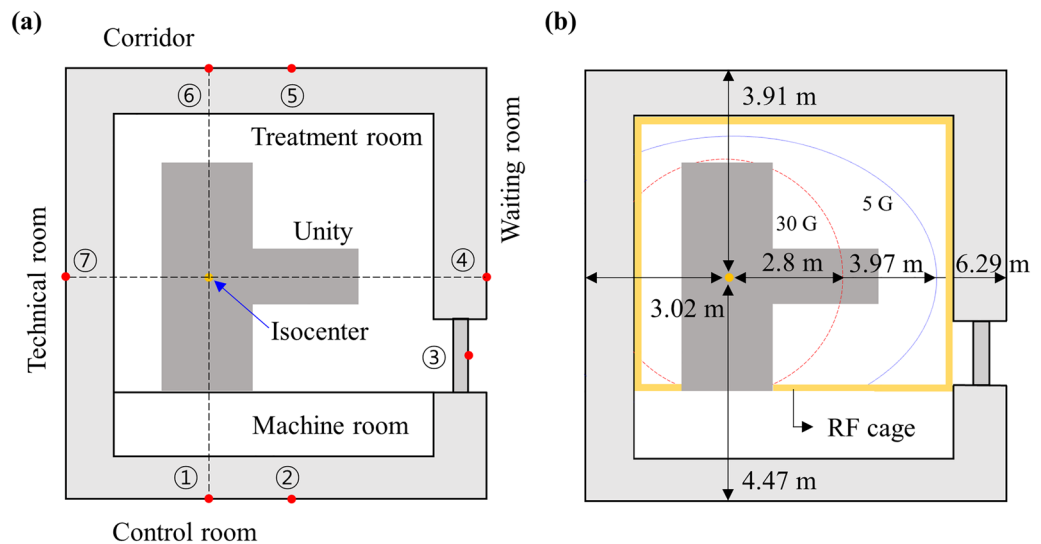 (a)
Corridor
⑥
⑤
Treatment room
Waiting room
Technical room
Unity
⑦
④
Isocenter
③
Machine room
①
②
Control room
(b)
3.91 m
5 G
30 G
2.8 m
3.97 m
6.29 m
3.02 m
RF cage
4.47 m